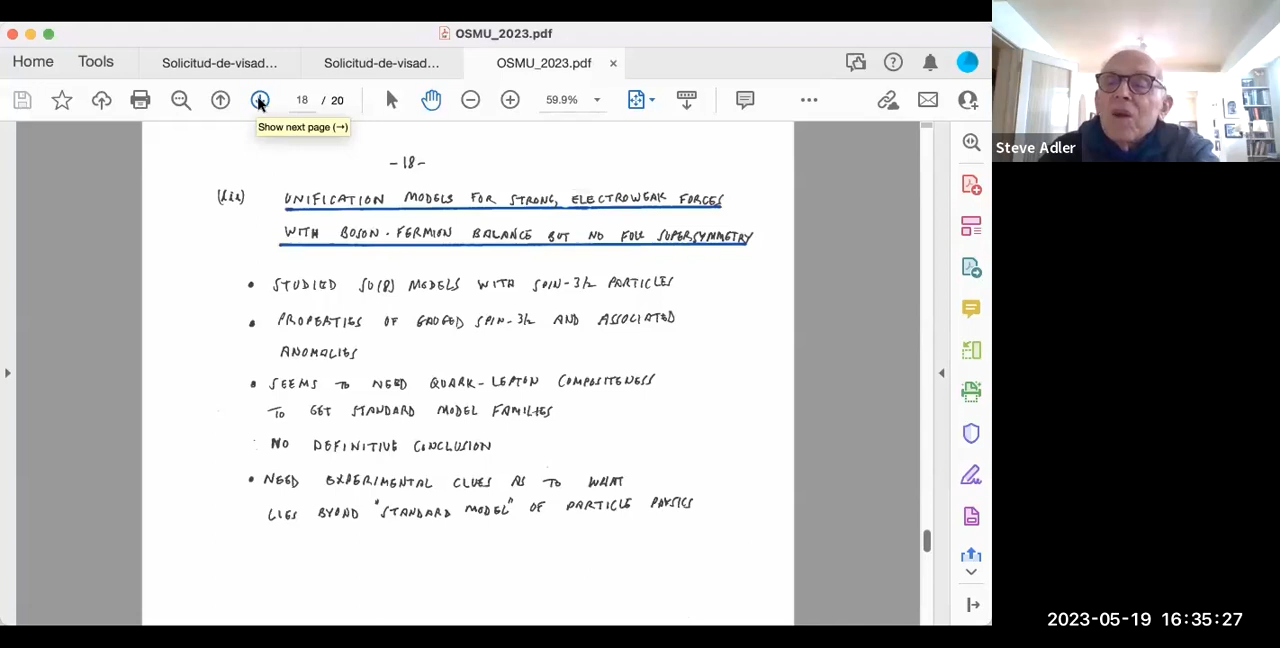 OSMU_2023.pdf
Home Tools Solicitud-de-visad... Solicitud-de-visad... OSMU_2023.pdf ×
18 / 20 59.9%
Show next page (→)
Steve Adler
-18-
(iii) UNIFICATION MODELS FOR STRONG, ELECTROWEAK FORCES
WITH BOSON-FERMION BALANCE BUT NO FULL SUPERSYMMETRY
• STUDIED SU(8) MODELS WITH SPIN-3/2 PARTICLES
• PROPERTIES OF GAUGED SPIN-3/2 AND ASSOCIATED
ANOMALIES
• SEEMS TO NEED QUARK-LEPTON COMPOSITENESS
TO GET STANDARD MODEL FAMILIES
NO DEFINITIVE CONCLUSION
• NEED EXPERIMENTAL CLUES AS TO WHAT
LIES BYOND "STANDARD MODEL" OF PARTICLE PHYSICS
2023-05-19 16:35:27